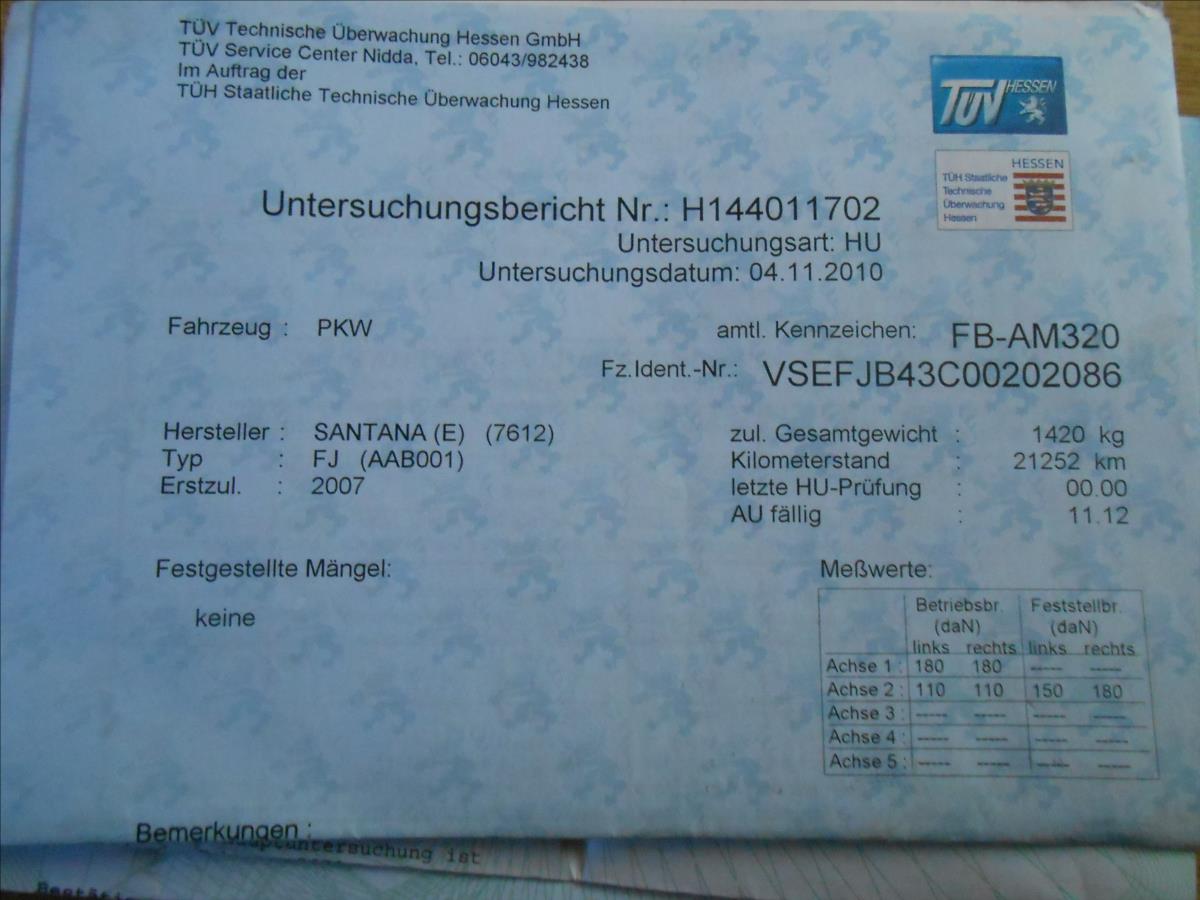 TÜV Technische Überwachung Hessen GmbH
TÜV Service Center Nidda, Tel.: 06043/982438
Im Auftrag der
TÜH Staatliche Technische Überwachung Hessen
TÜV HESSEN
HESSEN
TÜH Staatliche
Technische
Überwachung
Hessen
Untersuchungsbericht Nr.: H144011702
Untersuchungsart: HU
Untersuchungsdatum: 04.11.2010
Fahrzeug : PKW
amtl. Kennzeichen: FB-AM320
Fz.Ident.-Nr.: VSEFJB43C00202086
Hersteller : SANTANA (E) (7612)
Typ : FJ (AAB001)
Erstzul. : 2007
zul. Gesamtgewicht : 1420 kg
Kilometerstand : 21252 km
letzte HU-Prüfung : 00.00
AU fällig : 11.12
Festgestellte Mängel:
keine
Meßwerte:
Betriebsbr. Feststellbr.
(daN) (daN)
links rechts links rechts
Achse 1 : 180 180 ---- ----
Achse 2 : 110 110 150 180
Achse 3 : ---- ---- ---- ----
Achse 4 : ---- ---- ---- ----
Achse 5 : ---- ---- ---- ----
Bemerkungen :
ist